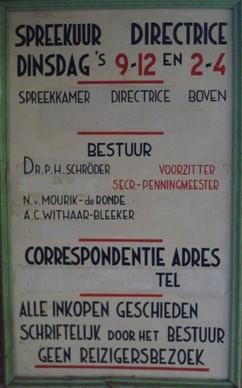 SPREEKUUR DIRECTRICE
DINSDAG 's 9-12 EN 2-4
SPREEKKAMER DIRECTRICE BOVEN
BESTUUR
DR. P.H. SCHRÖDER VOORZITTER
SECR.-PENNINGMEESTER
N.v. MOURIK-de RONDE
A.C. WITHAAR-BLEEKER
CORRESPONDENTIE ADRES
TEL
ALLE INKOPEN GESCHIEDEN
SCHRIFTELIJK DOOR HET BESTUUR
GEEN REIZIGERSBEZOEK